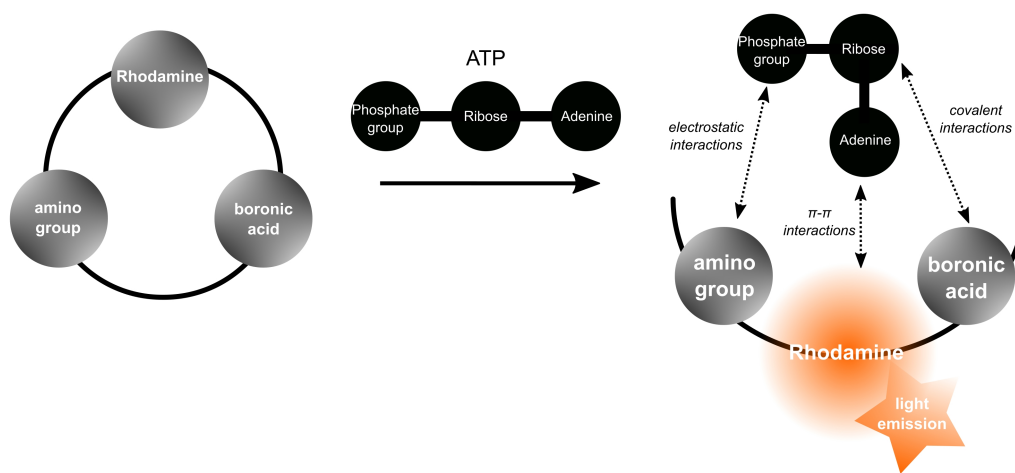 Rhodamine
amino
group
boronic
acid
ATP
Phosphate
group
Ribose
Adenine
Phosphate
group
Ribose
Adenine
electrostatic
interactions
covalent
interactions
π-π
interactions
amino
group
boronic
acid
Rhodamine
light
emission